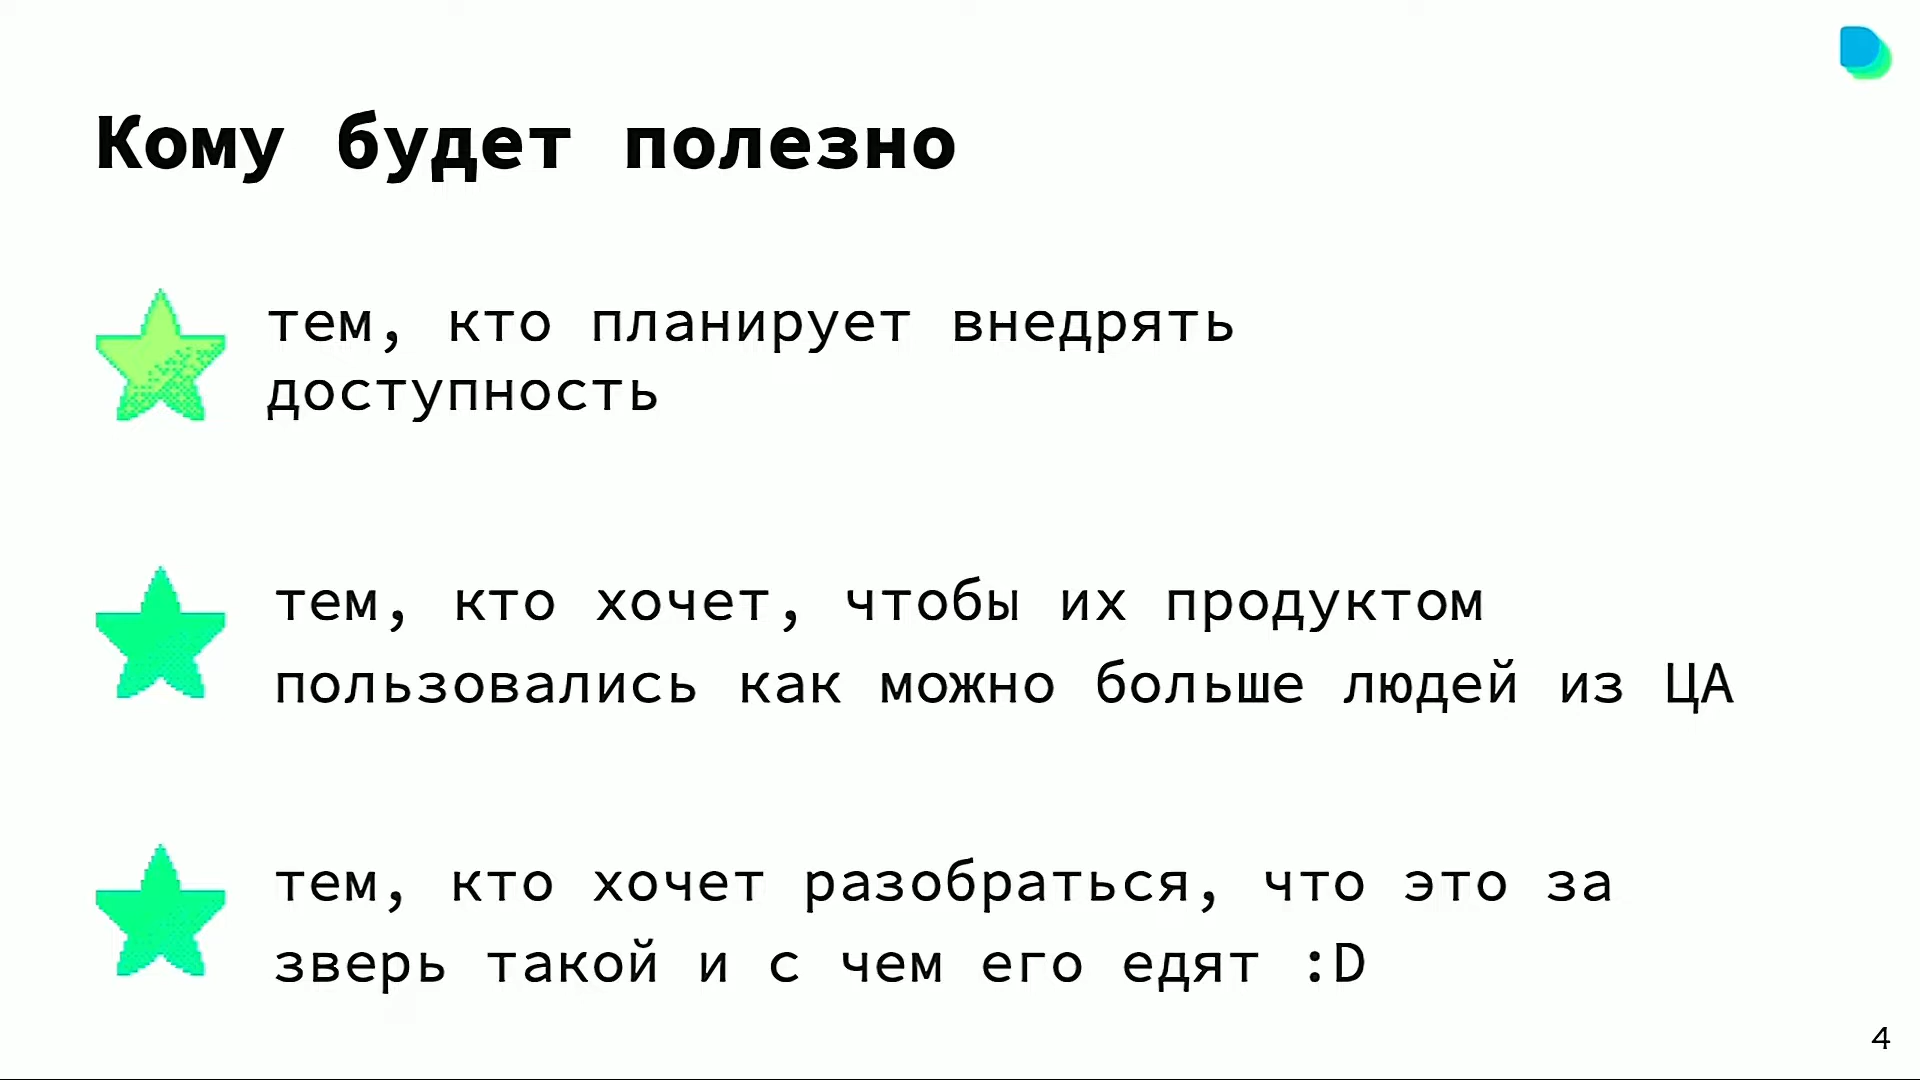 Кому будет полезно
тем, кто планирует внедрять
доступность
тем, кто хочет, чтобы их продуктом
пользовались как можно больше людей из ЦА
тем, кто хочет разобраться, что это за
зверь такой и с чем его едят :D
4